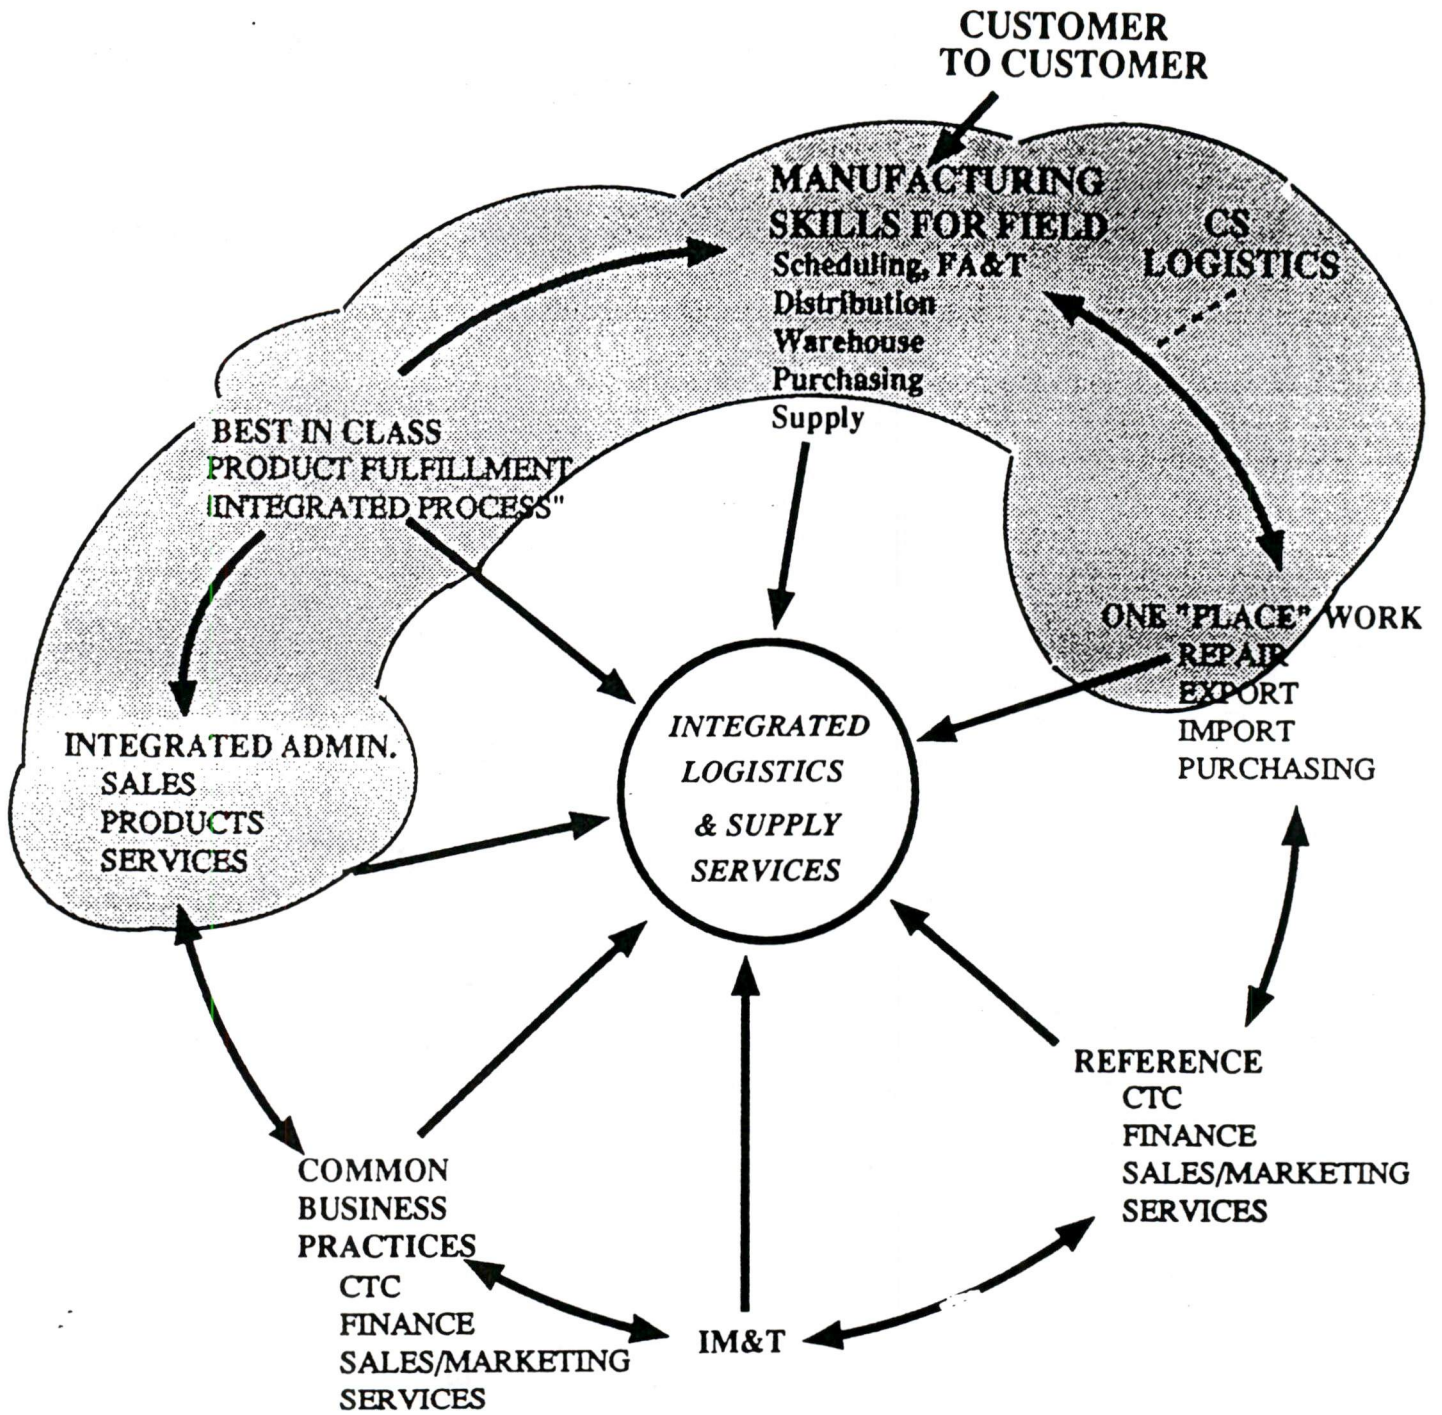 CUSTOMER
TO CUSTOMER
MANUFACTURING
SKILLS FOR FIELD
Scheduling, FA&T
Distribution
Warehouse
Purchasing
Supply
CS
LOGISTICS
BEST IN CLASS
PRODUCT FULFILLMENT
"INTEGRATED PROCESS"
ONE "PLACE" WORK
REPAIR
EXPORT
IMPORT
PURCHASING
INTEGRATED
LOGISTICS
& SUPPLY
SERVICES
INTEGRATED ADMIN.
SALES
PRODUCTS
SERVICES
REFERENCE
CTC
FINANCE
SALES/MARKETING
SERVICES
COMMON
BUSINESS
PRACTICES
CTC
FINANCE
SALES/MARKETING
SERVICES
IM&T